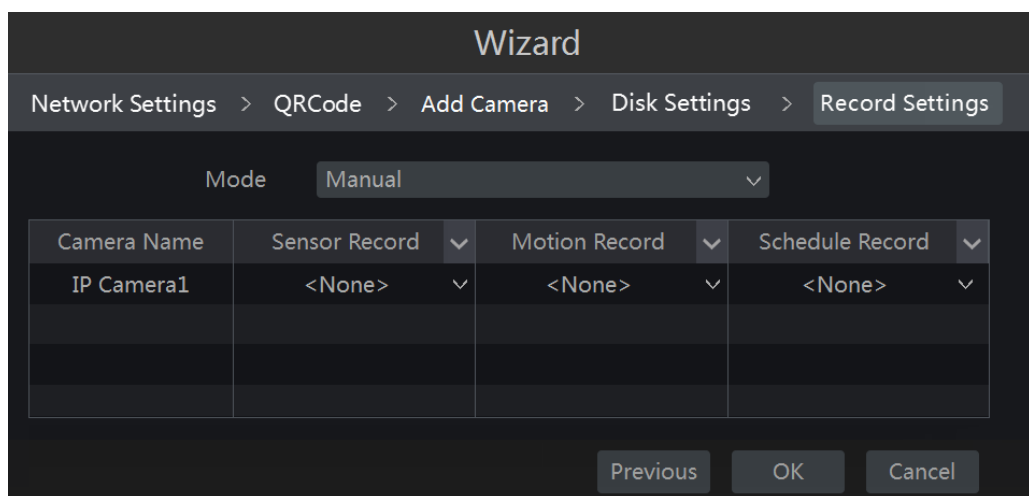 Wizard
Network Settings > QRCode > Add Camera > Disk Settings > Record Settings
Mode Manual
Camera Name Sensor Record Motion Record Schedule Record
IP Camera1 <None> <None> <None>
Previous OK Cancel